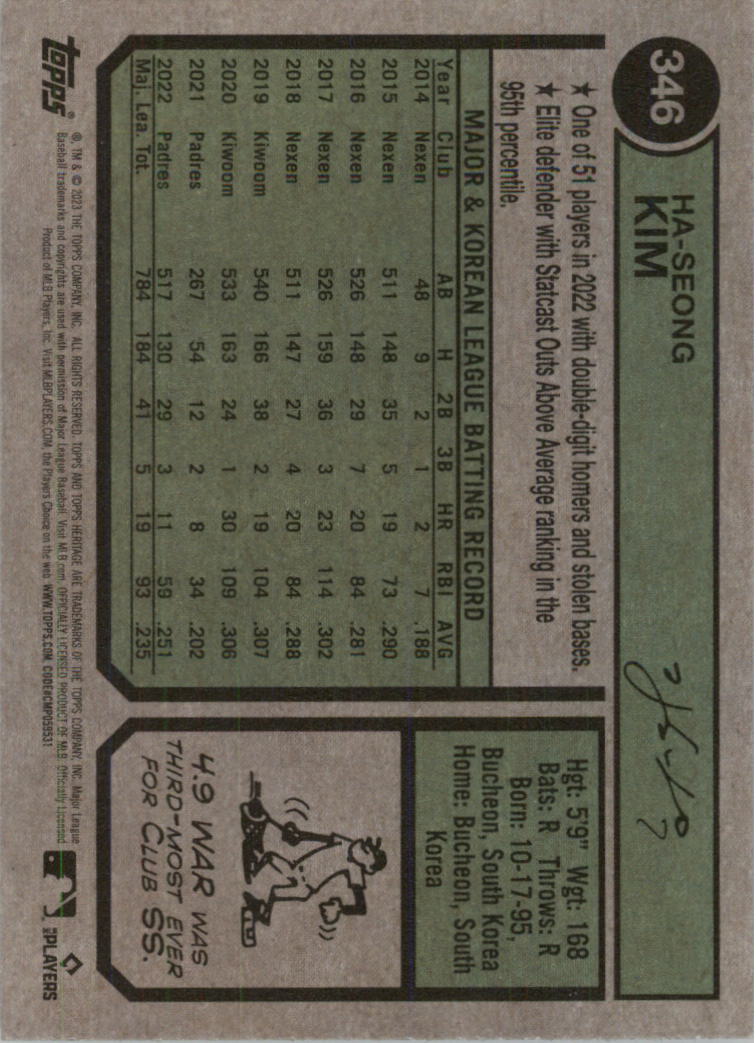 346
HA-SEONG
KIM
★ One of 51 players in 2022 with double-digit homers and stolen bases.
★ Elite defender with Statcast Outs Above Average ranking in the
95th percentile.
MAJOR & KOREAN LEAGUE BATTING RECORD
Year Club AB H 2B 3B HR RBI AVG
2014 Nexen 48 9 2 1 2 7 .188
2015 Nexen 511 148 35 5 19 73 .290
2016 Nexen 526 148 29 7 20 84 .281
2017 Nexen 526 159 36 3 23 114 .302
2018 Nexen 511 147 27 4 20 84 .288
2019 Kiwoom 540 166 38 2 19 104 .307
2020 Kiwoom 533 163 24 1 30 109 .306
2021 Padres 267 54 12 2 8 34 .202
2022 Padres 517 130 29 3 11 59 .251
Maj. Lea. Tot. 784 184 41 5 19 93 .235
Hgt: 5'9" Wgt: 168
Bats: R Throws: R
Born: 10-17-95,
Bucheon, South Korea
Home: Bucheon, South
Korea
4.9 WAR WAS
THIRD-MOST EVER
FOR CLUB SS.
topps®
®, TM & © 2023 THE TOPPS COMPANY, INC. ALL RIGHTS RESERVED. TOPPS AND TOPPS HERITAGE ARE TRADEMARKS OF THE TOPPS COMPANY, INC. Major League
Baseball trademarks and copyrights are used with permission of Major League Baseball. Visit MLB.com. OFFICIALLY LICENSED PRODUCT OF MLB. Officially Licensed
Product of MLB Players, Inc. Visit MLBPLAYERS.COM, the Players Choice on the web. WWW.TOPPS.COM. CODE#CMP059531
MLB PLAYERS